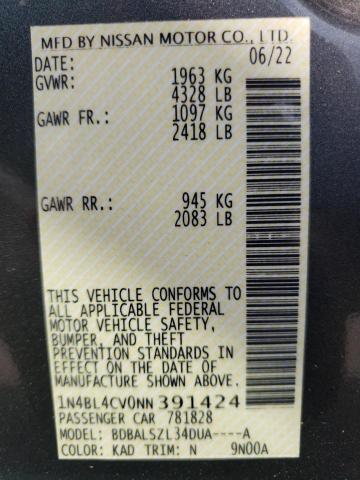 MFD BY NISSAN MOTOR CO., LTD.
DATE: 06/22
GVWR: 1963 KG
4328 LB
GAWR FR.: 1097 KG
2418 LB
GAWR RR.: 945 KG
2083 LB
THIS VEHICLE CONFORMS TO
ALL APPLICABLE FEDERAL
MOTOR VEHICLE SAFETY,
BUMPER, AND THEFT
PREVENTION STANDARDS IN
EFFECT ON THE DATE OF
MANUFACTURE SHOWN ABOVE.
1N4BL4CV0NN391424
PASSENGER CAR 781828
MODEL: BDBALSZL34DUA----A
COLOR: KAD TRIM: N 9N00A